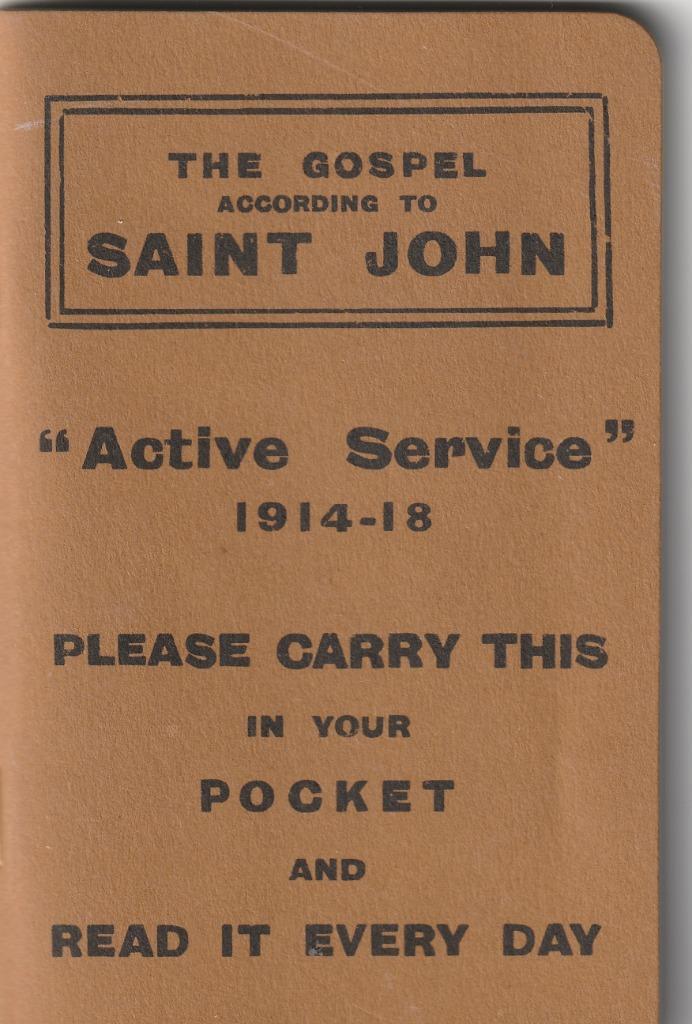 THE GOSPEL
ACCORDING TO
SAINT JOHN
“Active Service”
1914-18
PLEASE CARRY THIS
IN YOUR
POCKET
AND
READ IT EVERY DAY